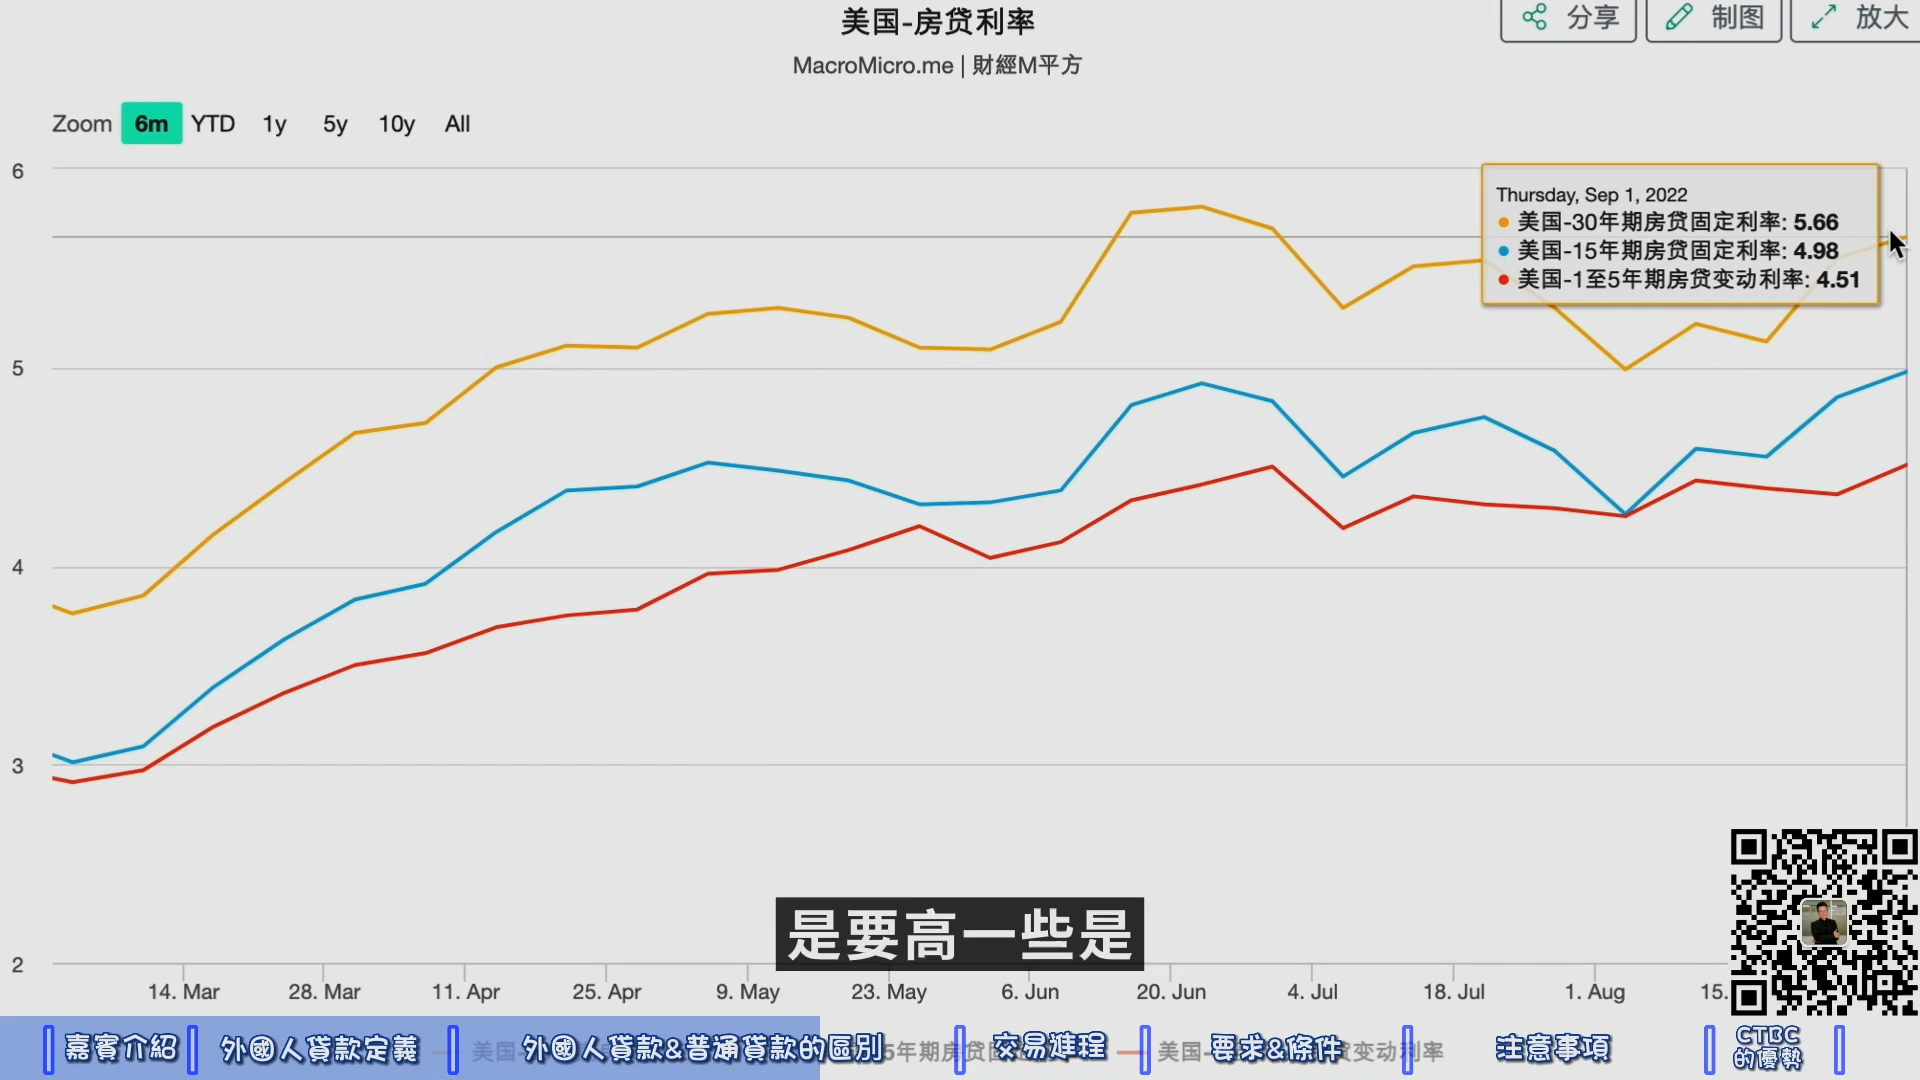 美国-房贷利率
MacroMicro.me | 財經M平方
分享
制图
放大
Zoom 6m YTD 1y 5y 10y All
6
5
4
3
2
Thursday, Sep 1, 2022
美国-30年期房贷固定利率: 5.66
美国-15年期房贷固定利率: 4.98
美国-1至5年期房贷变动利率: 4.51
是要高一些是
14. Mar 28. Mar 11. Apr 25. Apr 9. May 23. May 6. Jun 20. Jun 4. Jul 18. Jul 1. Aug 15.
嘉賓介紹
外國人貸款定義
外國人貸款&普通貸款的區別
交易進程
要求&條件
注意事項
CTBC
的優勢